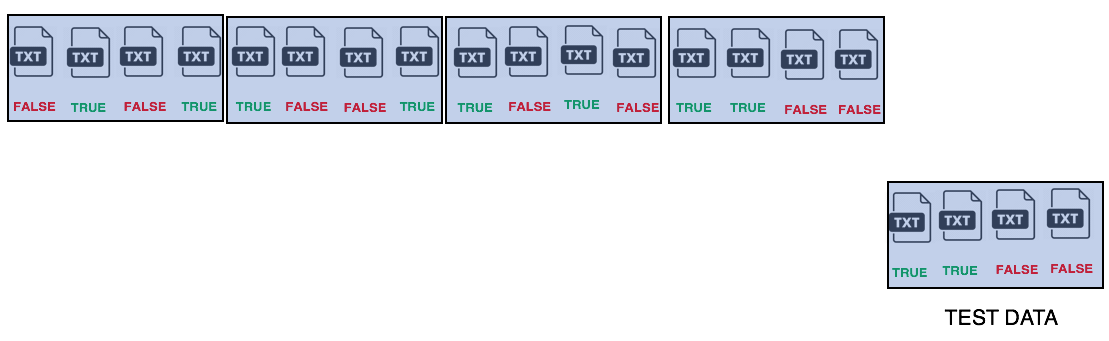 TXT TXT TXT TXT TXT TXT TXT TXT TXT TXT TXT TXT TXT TXT TXT TXT
FALSE TRUE FALSE TRUE TRUE FALSE FALSE TRUE TRUE FALSE TRUE FALSE TRUE TRUE FALSE FALSE
TXT TXT TXT TXT
TRUE TRUE FALSE FALSE
TEST DATA